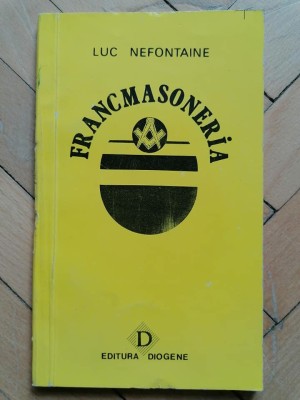 LUC NEFONTAINE
FRANCMASONERIA
D
EDITURA DIOGENE